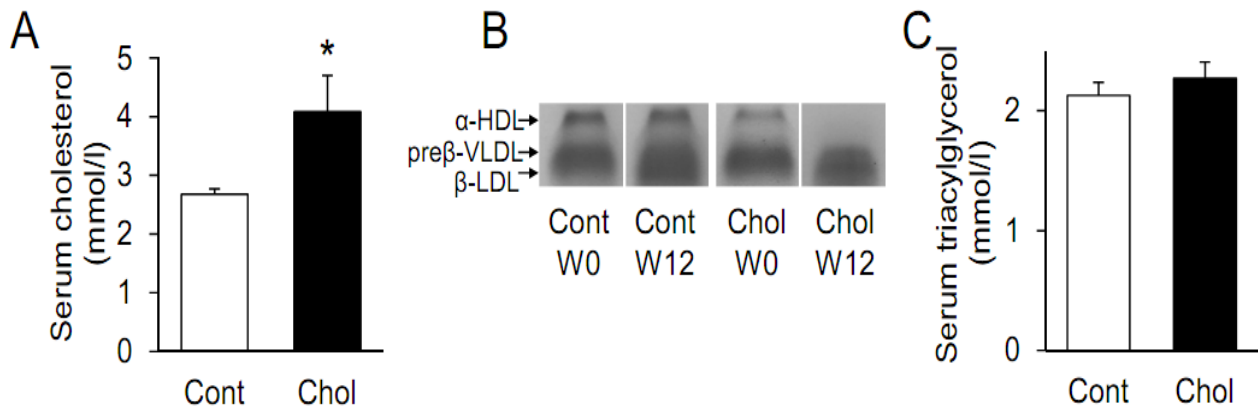 A
Serum cholesterol
(mmol/l)
5
4
3
2
1
0
*
Cont
Chol
B
α-HDL
preβ-VLDL
β-LDL
Cont
W0
Cont
W12
Chol
W0
Chol
W12
C
Serum triacylglycerol
(mmol/l)
2
1
0
Cont
Chol